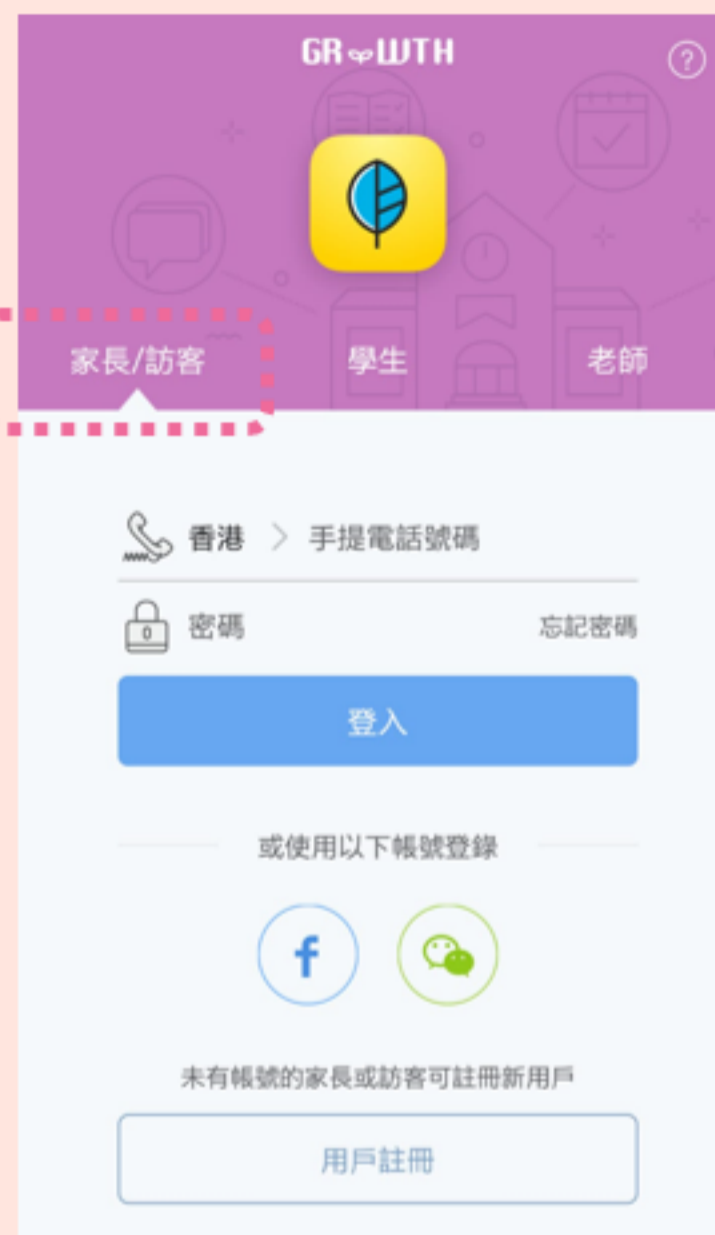 GROWTH
?
家長/訪客 學生 老師
香港 > 手提電話號碼
密碼 忘記密碼
登入
或使用以下帳號登錄
f
未有帳號的家長或訪客可註冊新用戶
用戶註冊